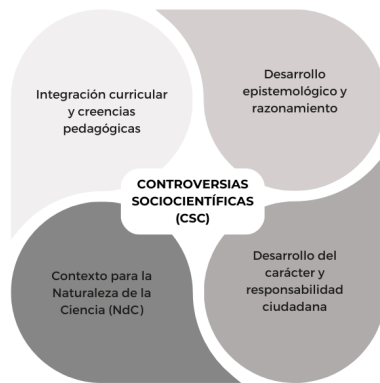 Integración curricular
y creencias
pedagógicas
Desarrollo
epistemológico y
razonamiento
CONTROVERSIAS
SOCIOCIENTÍFICAS
(CSC)
Contexto para la
Naturaleza de la
Ciencia (NdC)
Desarrollo del
carácter y
responsabilidad
ciudadana